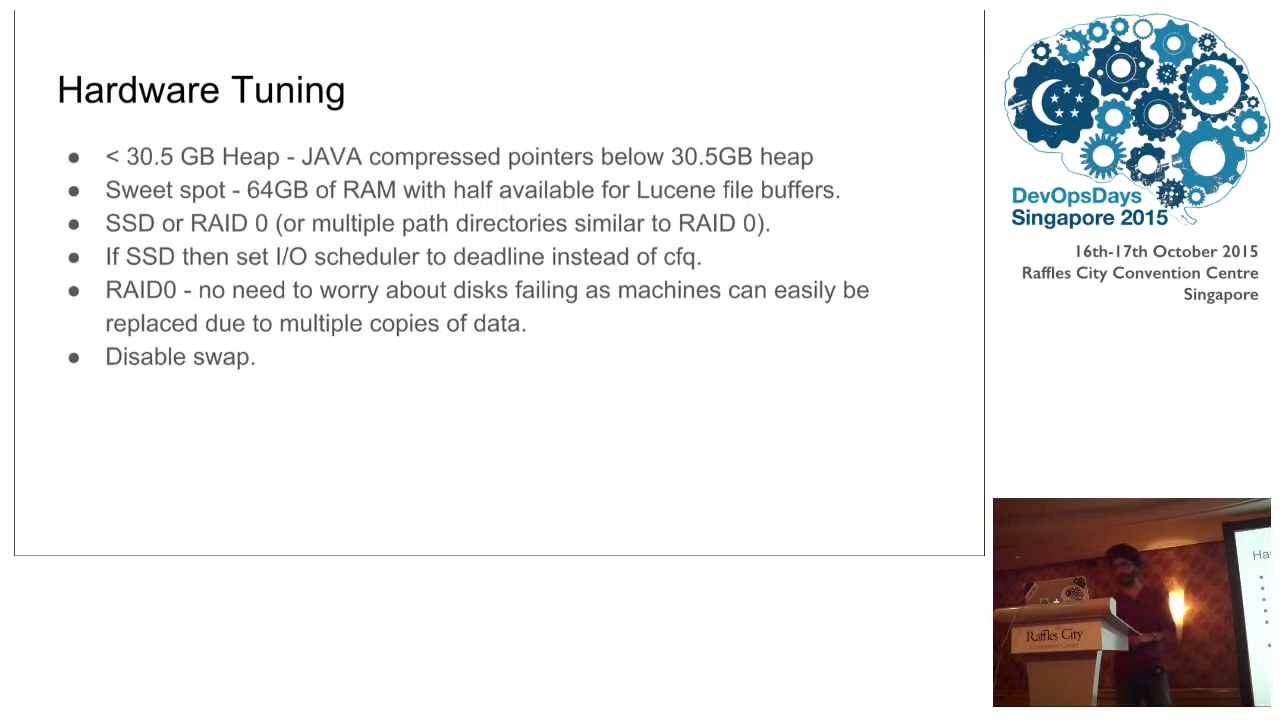 Hardware Tuning
● < 30.5 GB Heap - JAVA compressed pointers below 30.5GB heap
● Sweet spot - 64GB of RAM with half available for Lucene file buffers.
● SSD or RAID 0 (or multiple path directories similar to RAID 0).
● If SSD then set I/O scheduler to deadline instead of cfq.
● RAID0 - no need to worry about disks failing as machines can easily be
replaced due to multiple copies of data.
● Disable swap.
DevOpsDays
Singapore 2015
16th-17th October 2015
Raffles City Convention Centre
Singapore
Raffles City
Convention Centre
Ha